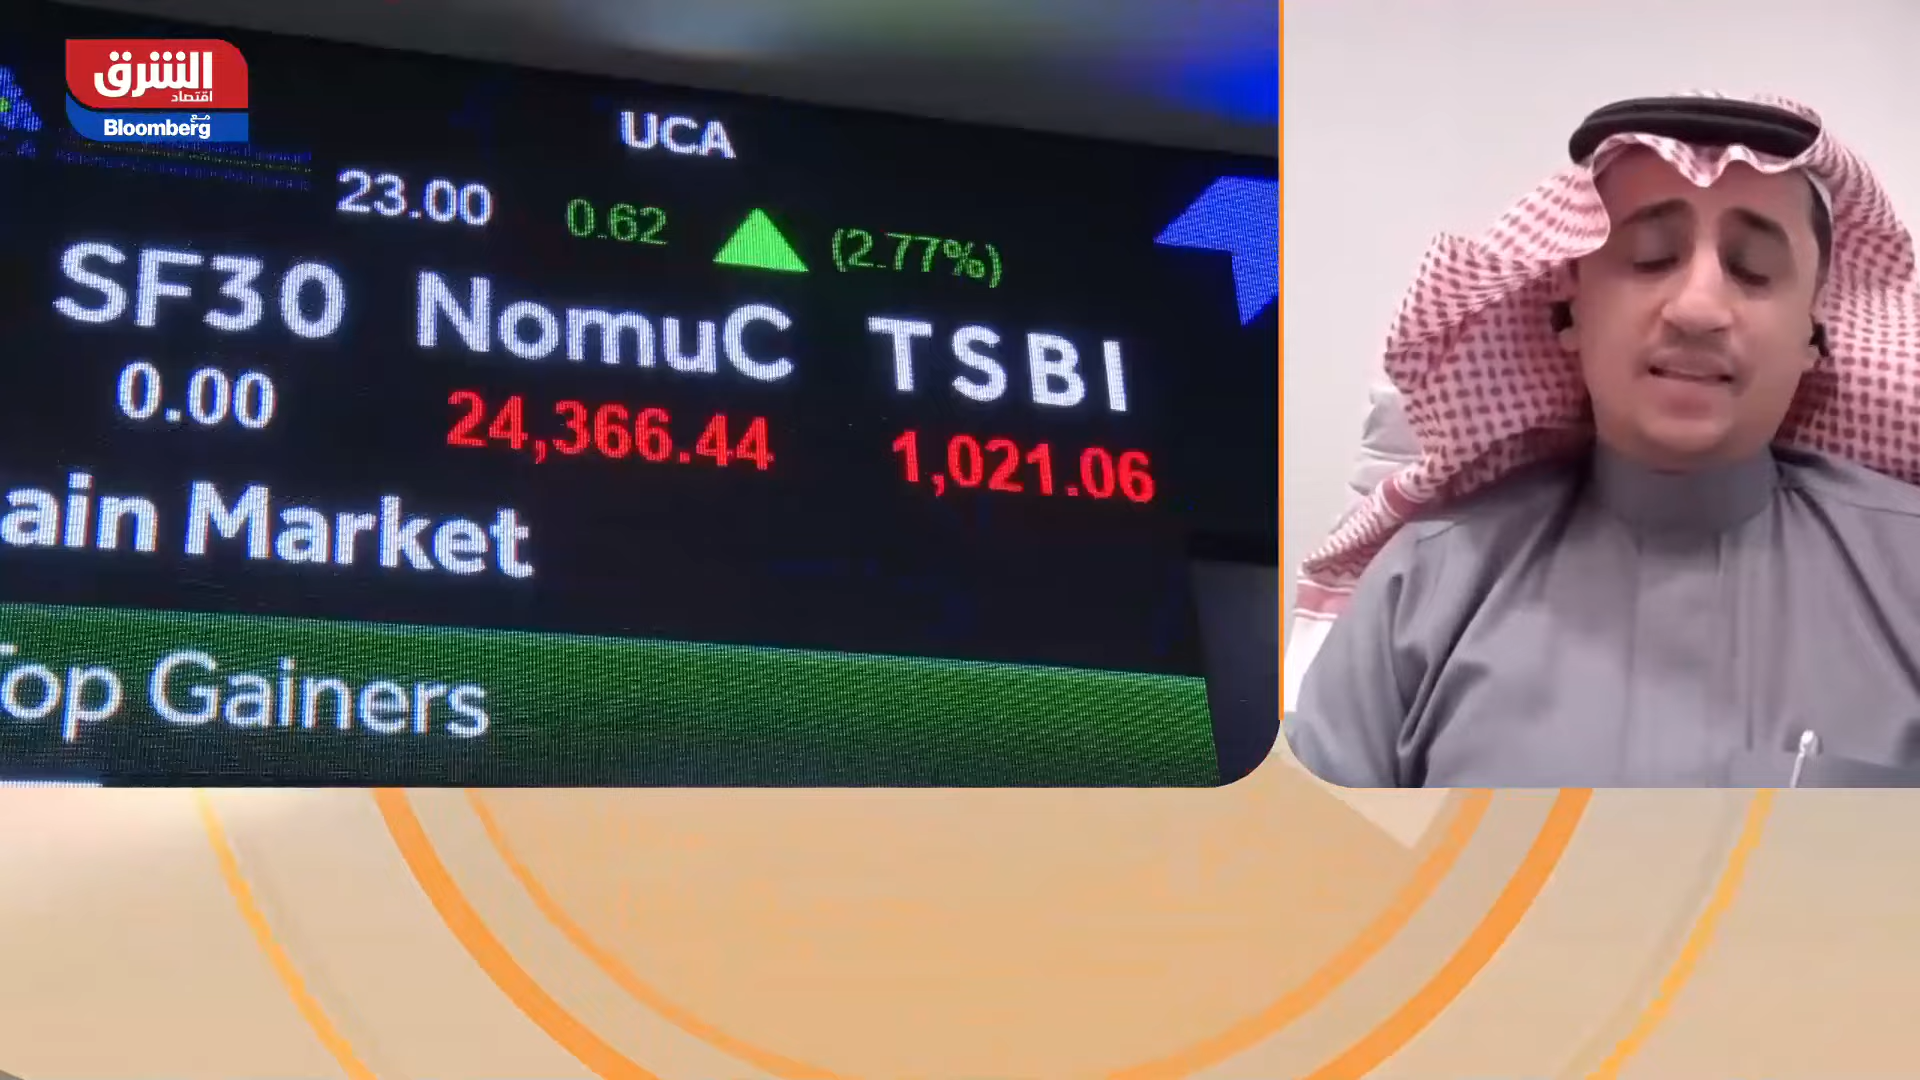 الشرق
اقتصاد
مع
Bloomberg
UCA
23.00 0.62 (2.77%)
SF30 NomuC TSBI
0.00 24,366.44 1,021.06
ain Market
Top Gainers